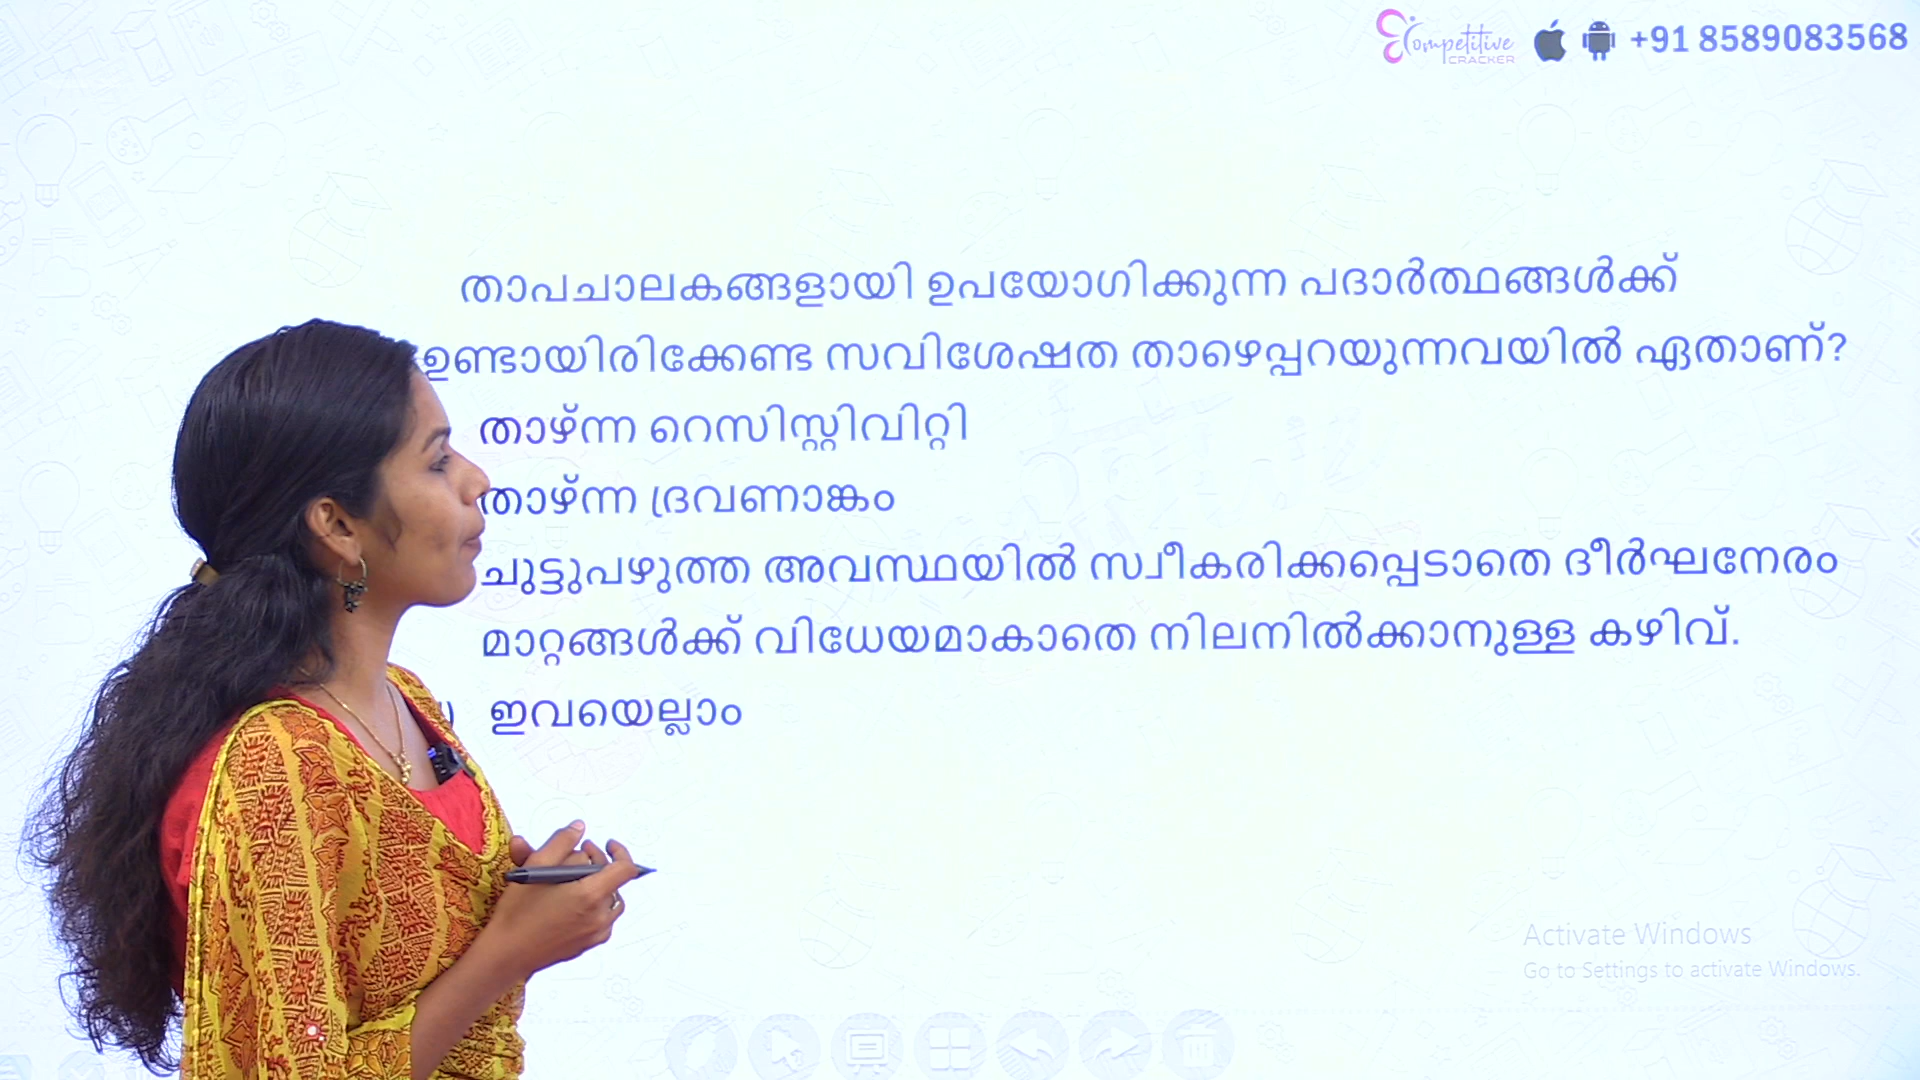 Competitive
CRACKER
+91 8589083568
താപചാലകങ്ങളായി ഉപയോഗിക്കുന്ന പദാർത്ഥങ്ങൾക്ക്
ഉണ്ടായിരിക്കേണ്ട സവിശേഷത താഴെപ്പറയുന്നവയിൽ ഏതാണ്?
താഴ്ന്ന റെസിസ്റ്റിവിറ്റി
താഴ്ന്ന ദ്രവണാങ്കം
ചുട്ടുപഴുത്ത അവസ്ഥയിൽ സ്വീകരിക്കപ്പെടാതെ ദീർഘനേരം
മാറ്റങ്ങൾക്ക് വിധേയമാകാതെ നിലനിൽക്കാനുള്ള കഴിവ്.
ഇവയെല്ലാം
Activate Windows
Go to Settings to activate Windows.